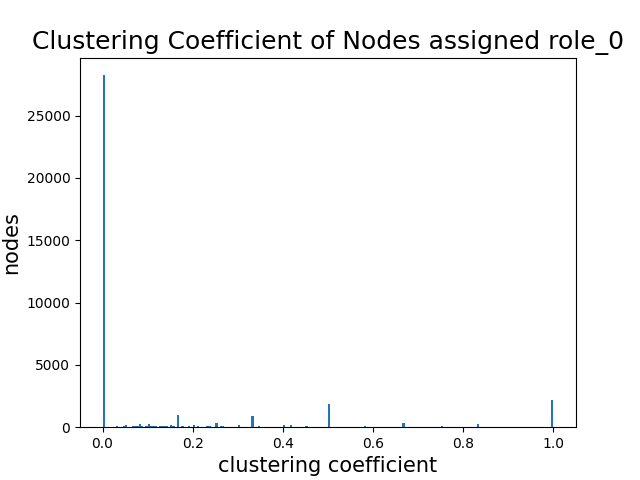 Clustering Coefficient of Nodes assigned role_0
25000
20000
15000
10000
5000
0
nodes
0.0 0.2 0.4 0.6 0.8 1.0
clustering coefficient